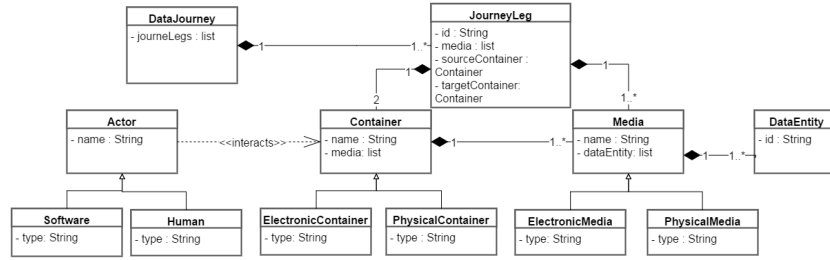 DataJourney
- journeLegs : list
1
1..*
JourneyLeg
- id : String
- media : list
- sourceContainer :
Container
- targetContainer:
Container
1
2
1
1..*
Actor
- name : String
<<interacts>>
Container
- name : String
- media: list
1
1..*
Media
- name : String
- dataEntity: list
1
1..*
DataEntity
- id : String
Software
- type: String
Human
- type : String
ElectronicContainer
- type: String
PhysicalContainer
- type : String
ElectronicMedia
- type : String
PhysicalMedia
- type : String